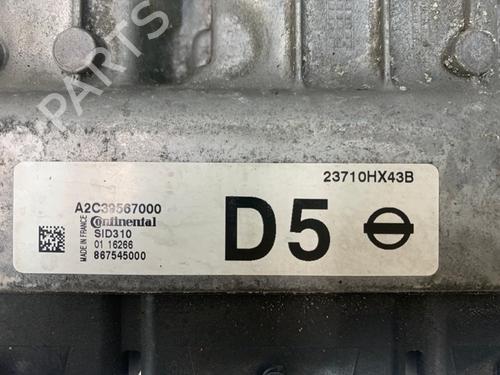 PARTS
23710HX43B
A2C39567000
Continental
SID310
01 16266
867545000
MADE IN FRANCE
D5